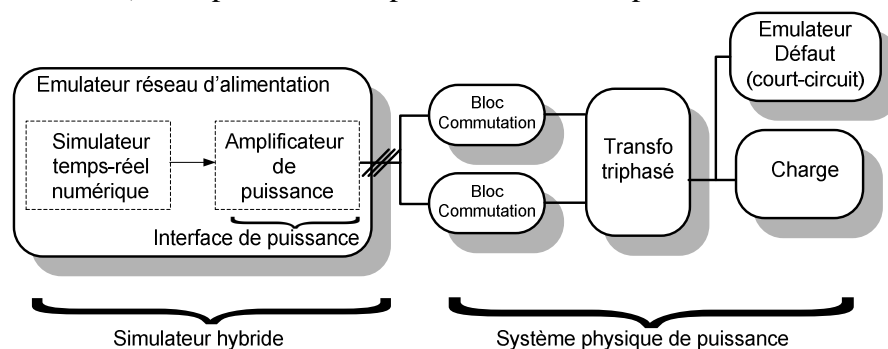 Emulateur réseau d'alimentation
Simulateur
temps-réel
numérique
Amplificateur
de
puissance
Interface de puissance
Bloc
Commutation
Bloc
Commutation
Transfo
triphasé
Emulateur
Défaut
(court-circuit)
Charge
Simulateur hybride
Système physique de puissance